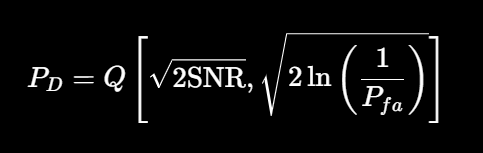 P_D = Q[√2SNR, √2 ln(1/P_fa)]